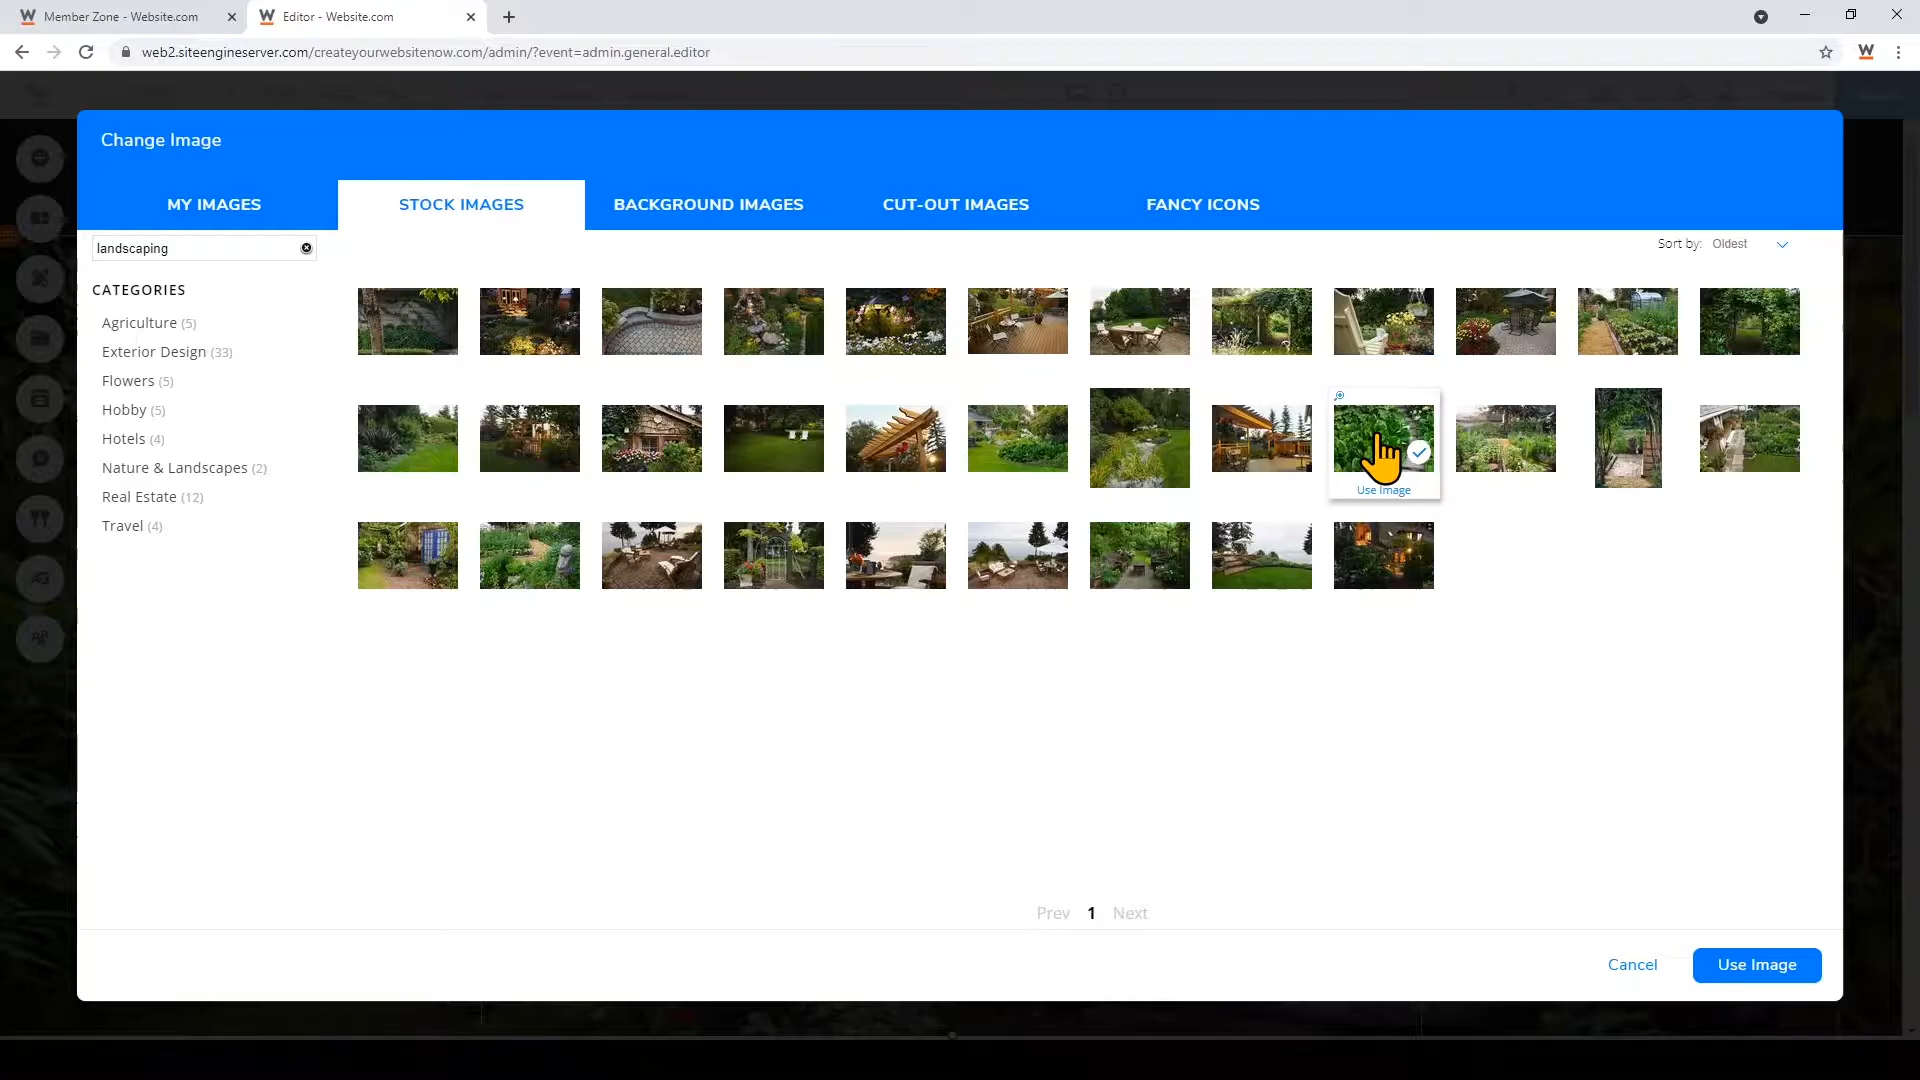 Member Zone - Website.com
Editor - Website.com
web2.siteengineserver.com/createyourwebsitenow.com/admin/?event=admin.general.editor
Change Image
MY IMAGES
STOCK IMAGES
BACKGROUND IMAGES
CUT-OUT IMAGES
FANCY ICONS
landscaping
Sort by: Oldest
CATEGORIES
Agriculture (5)
Exterior Design (33)
Flowers (5)
Hobby (5)
Hotels (4)
Nature & Landscapes (2)
Real Estate (12)
Travel (4)
Use Image
Prev 1 Next
Cancel
Use Image